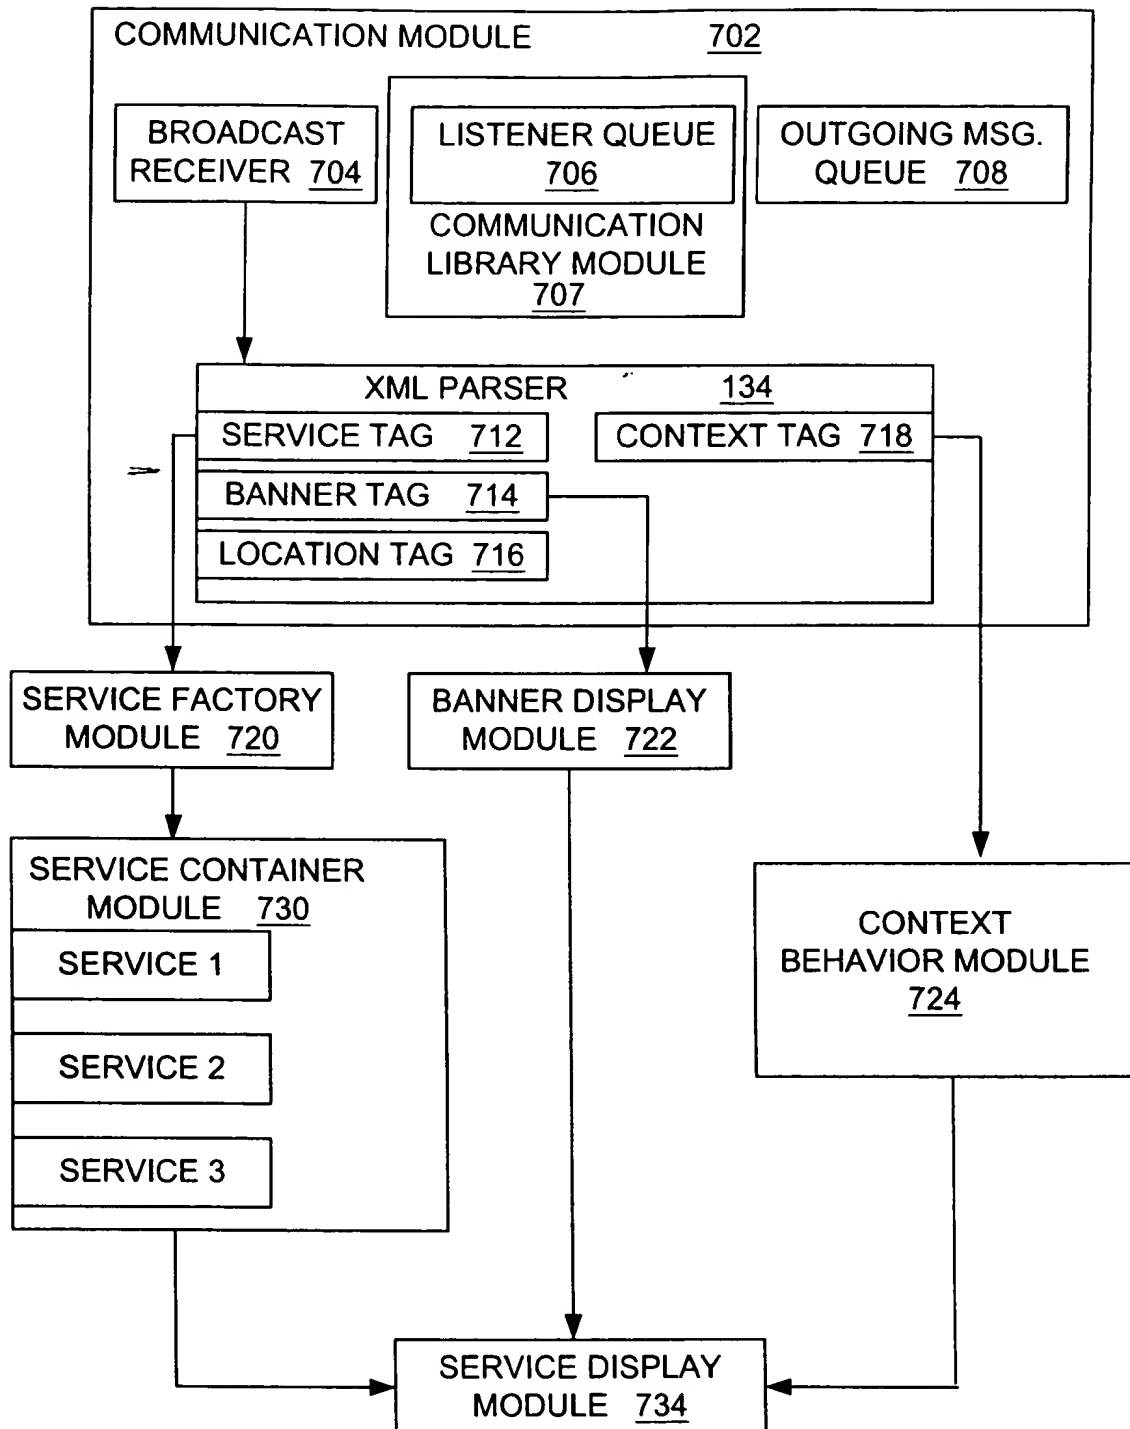 COMMUNICATION MODULE 702
BROADCAST
RECEIVER 704
LISTENER QUEUE
706
COMMUNICATION
LIBRARY MODULE
707
OUTGOING MSG.
QUEUE 708
XML PARSER 134
SERVICE TAG 712
CONTEXT TAG 718
BANNER TAG 714
LOCATION TAG 716
SERVICE FACTORY
MODULE 720
BANNER DISPLAY
MODULE 722
SERVICE CONTAINER
MODULE 730
SERVICE 1
SERVICE 2
SERVICE 3
CONTEXT
BEHAVIOR MODULE
724
SERVICE DISPLAY
MODULE 734